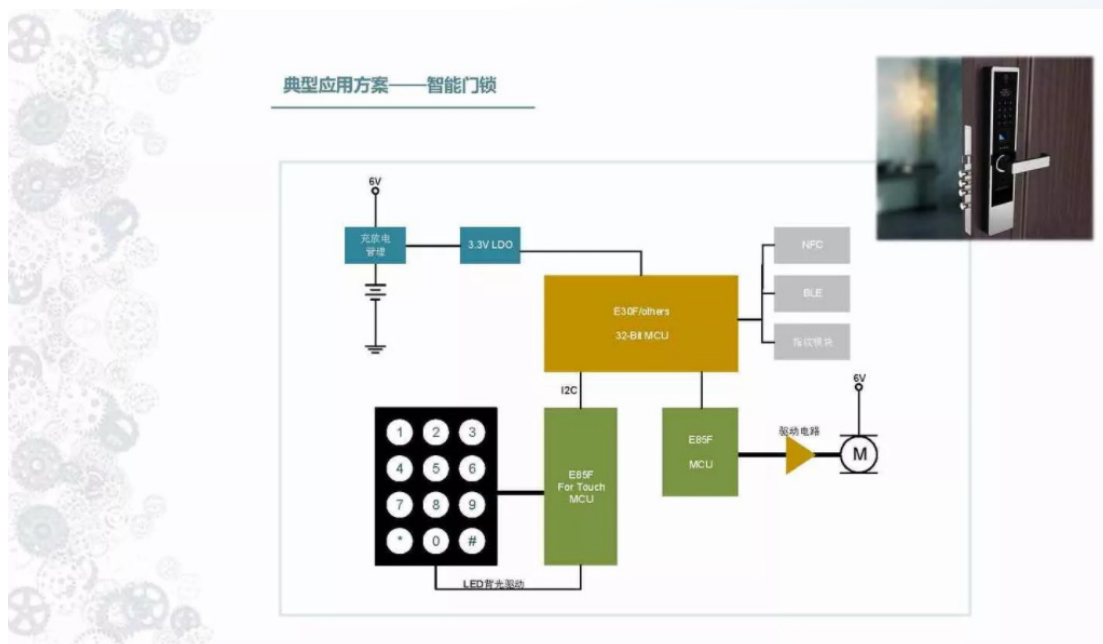 典型应用方案——智能门锁
6V
充放电
管理
3.3V LDO
NFC
BLE
指纹模块
E30F/others
32-Bit MCU
I2C
6V
1 2 3
4 5 6
7 8 9
* 0 #
E85F
For Touch
MCU
E85F
MCU
驱动电路
M
LED背光驱动